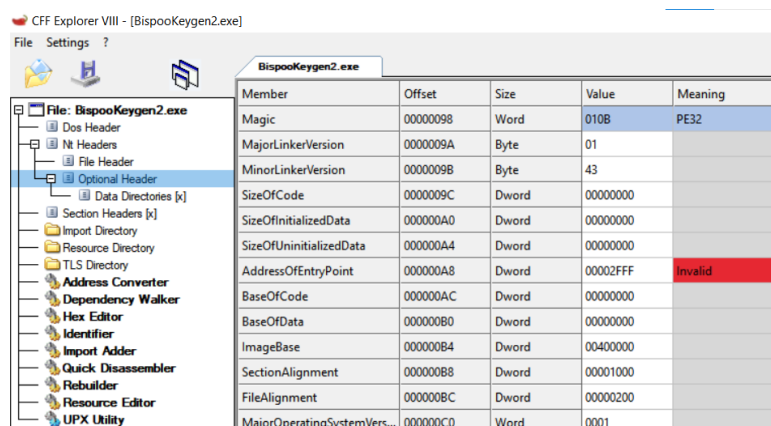 CFF Explorer VIII - [BispooKeygen2.exe]
File Settings ?
BispooKeygen2.exe
File: BispooKeygen2.exe
Dos Header
Nt Headers
File Header
Optional Header
Data Directories [x]
Section Headers [x]
Import Directory
Resource Directory
TLS Directory
Address Converter
Dependency Walker
Hex Editor
Identifier
Import Adder
Quick Disassembler
Rebuilder
Resource Editor
UPX Utility
Member Offset Size Value Meaning
Magic 00000098 Word 010B PE32
MajorLinkerVersion 0000009A Byte 01
MinorLinkerVersion 0000009B Byte 43
SizeOfCode 0000009C Dword 00000000
SizeOfInitializedData 000000A0 Dword 00000000
SizeOfUninitializedData 000000A4 Dword 00000000
AddressOfEntryPoint 000000A8 Dword 00002FFF Invalid
BaseOfCode 000000AC Dword 00000000
BaseOfData 000000B0 Dword 00000000
ImageBase 000000B4 Dword 00400000
SectionAlignment 000000B8 Dword 00001000
FileAlignment 000000BC Dword 00000200
MajorOperatingSystemVers... 000000C0 Word 0001